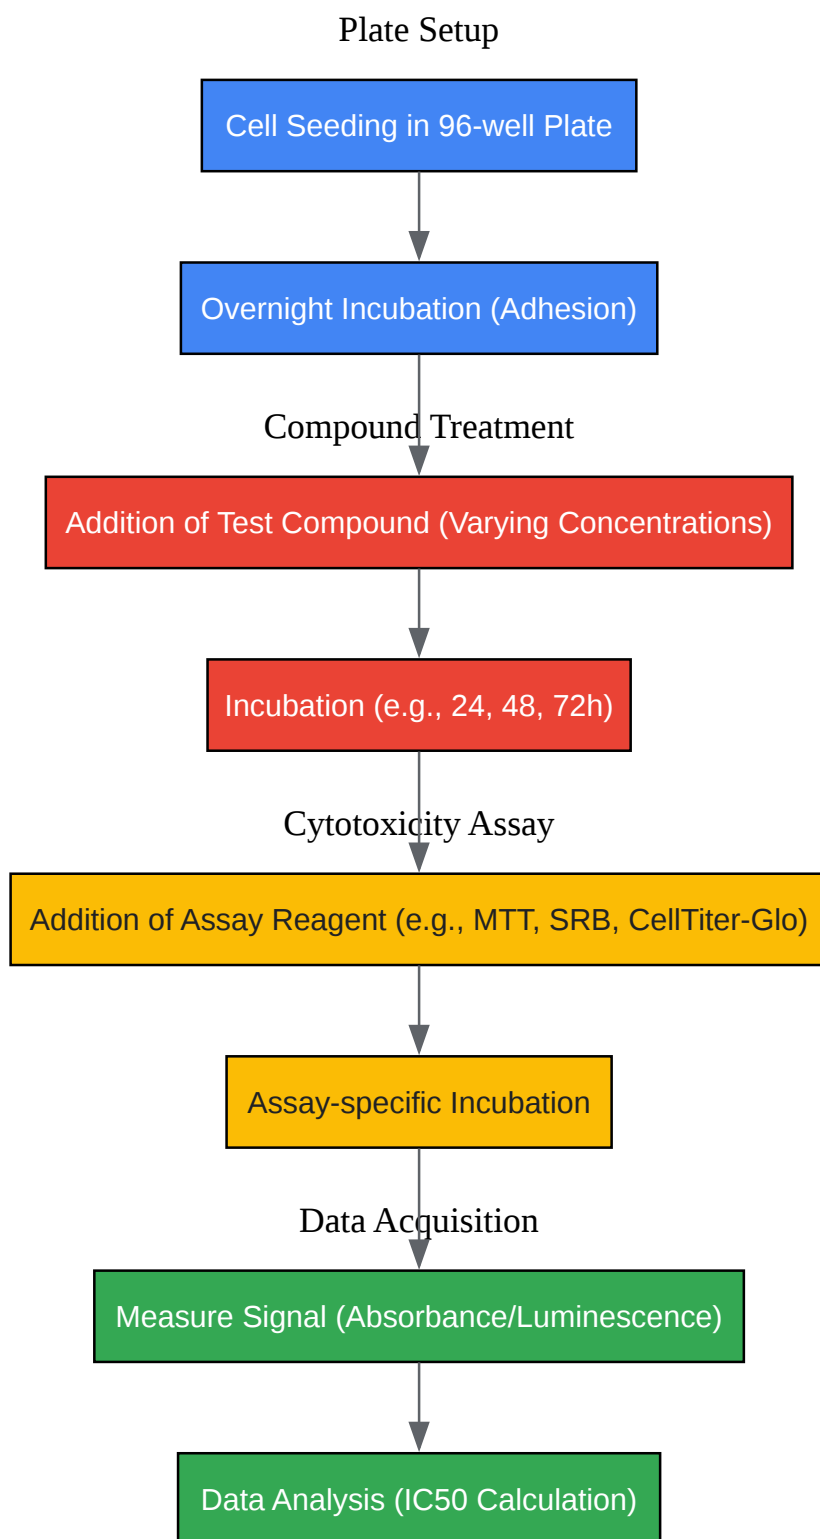 Plate Setup
Cell Seeding in 96-well Plate
Overnight Incubation (Adhesion)
Compound Treatment
Addition of Test Compound (Varying Concentrations)
Incubation (e.g., 24, 48, 72h)
Cytotoxicity Assay
Addition of Assay Reagent (e.g., MTT, SRB, CellTiter-Glo)
Assay-specific Incubation
Data Acquisition
Measure Signal (Absorbance/Luminescence)
Data Analysis (IC50 Calculation)